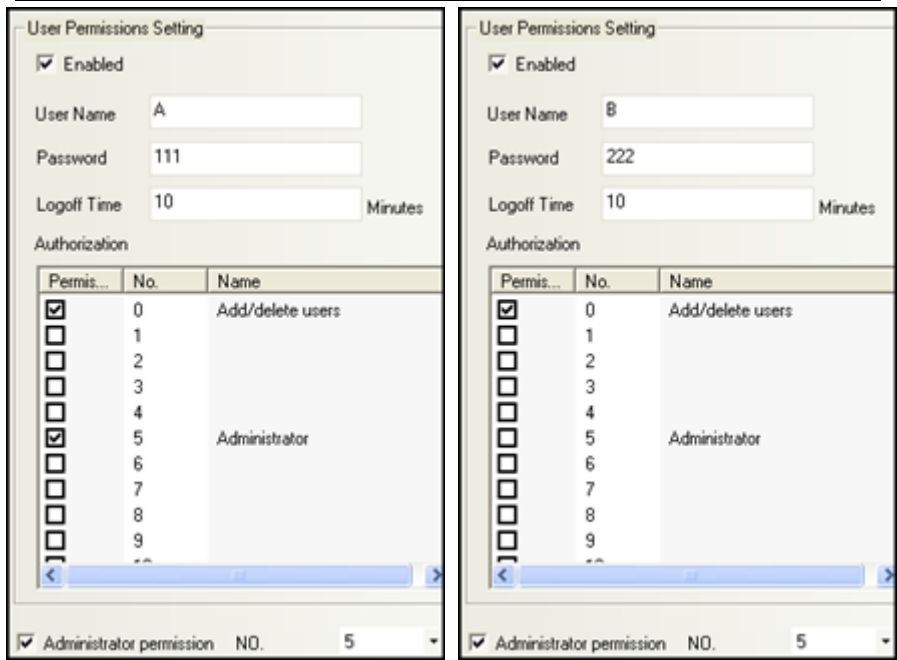 User Permissions Setting
Enabled
User Name A
Password 111
Logoff Time 10 Minutes
Authorization
Permis... No. Name
0 Add/delete users
1
2
3
4
5 Administrator
6
7
8
9
Administrator permission NO. 5
User Permissions Setting
Enabled
User Name B
Password 222
Logoff Time 10 Minutes
Authorization
Permis... No. Name
0 Add/delete users
1
2
3
4
5 Administrator
6
7
8
9
Administrator permission NO. 5